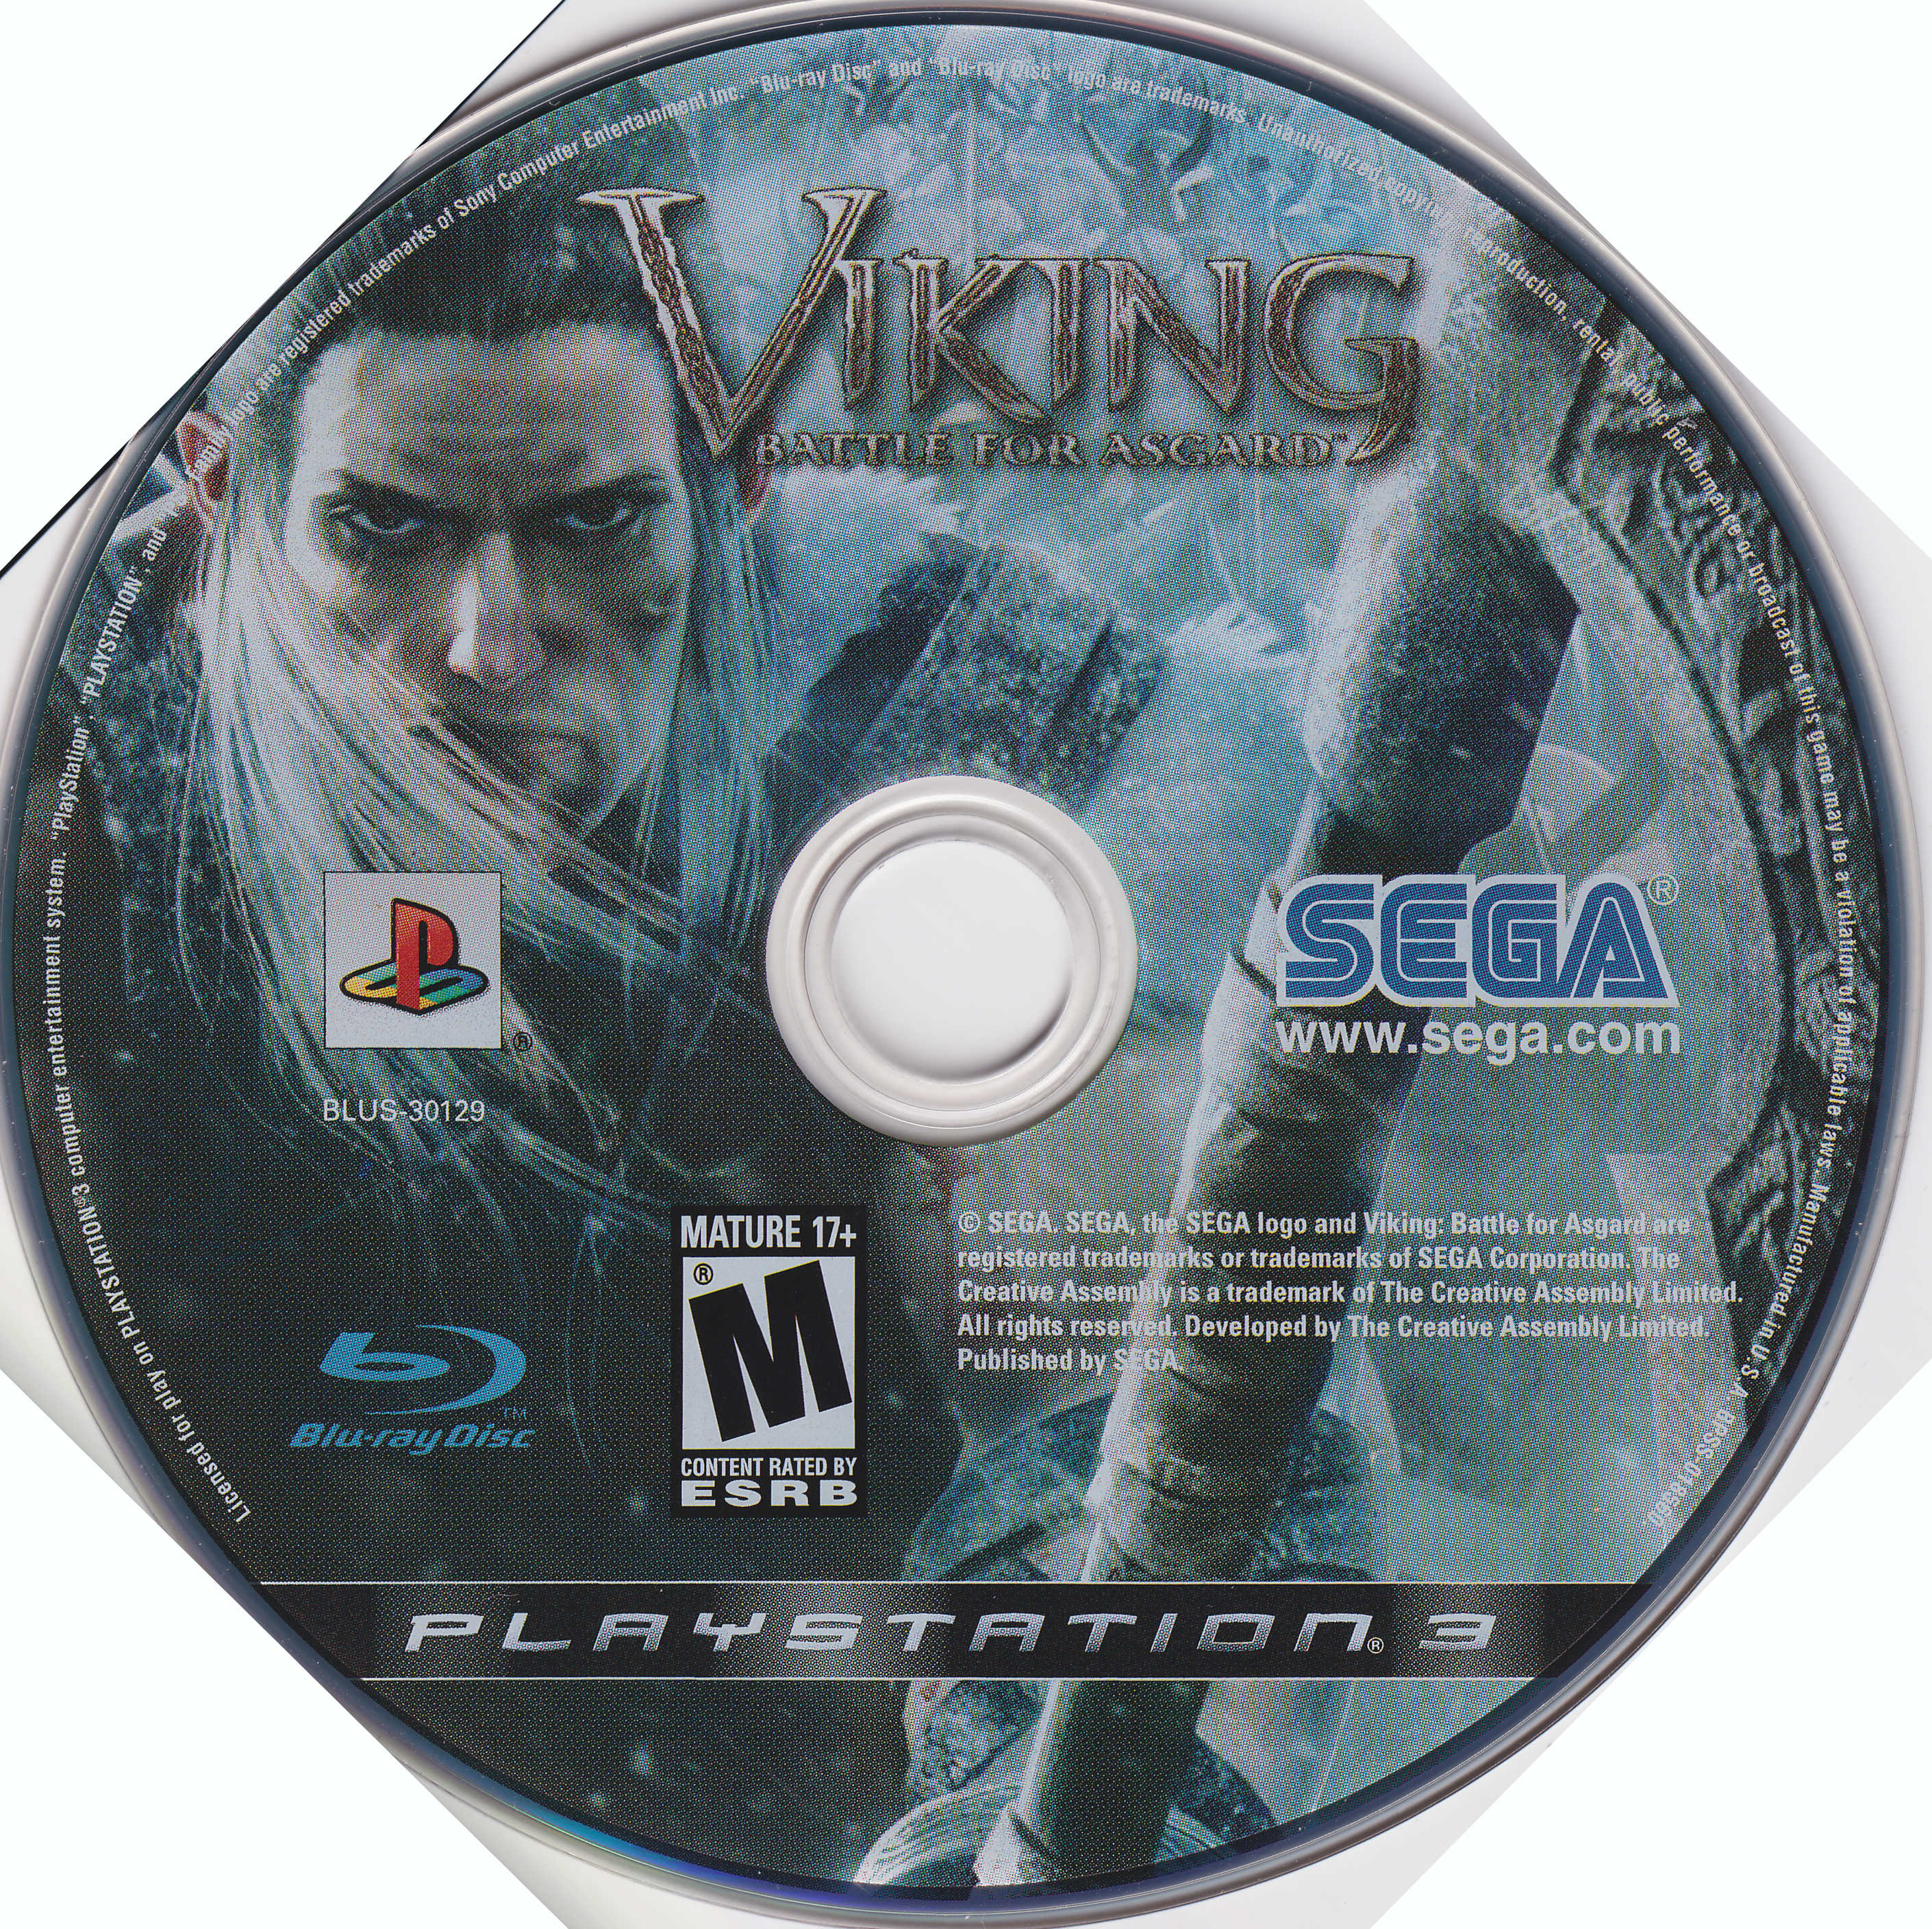 Licensed for play on PLAYSTATION®3 computer entertainment system. "PlayStation", "PLAYSTATION", and Family logo are registered trademarks of Sony Computer Entertainment Inc. "Blu-ray Disc" and "Blu-ray Disc" logo are trademarks. Unauthorized copying, reproduction, rental, public performance or broadcast of this game may be a violation of applicable laws. Manufactured in U.S.A.
VIKING
BATTLE FOR ASGARD™
SEGA®
www.sega.com
®
BLUS-30129
MATURE 17+
® M
CONTENT RATED BY
ESRB
© SEGA. SEGA, the SEGA logo and Viking: Battle for Asgard are
registered trademarks or trademarks of SEGA Corporation. The
Creative Assembly is a trademark of The Creative Assembly Limited.
All rights reserved. Developed by The Creative Assembly Limited.
Published by SEGA.
Blu-ray Disc™
PLAYSTATION® 3